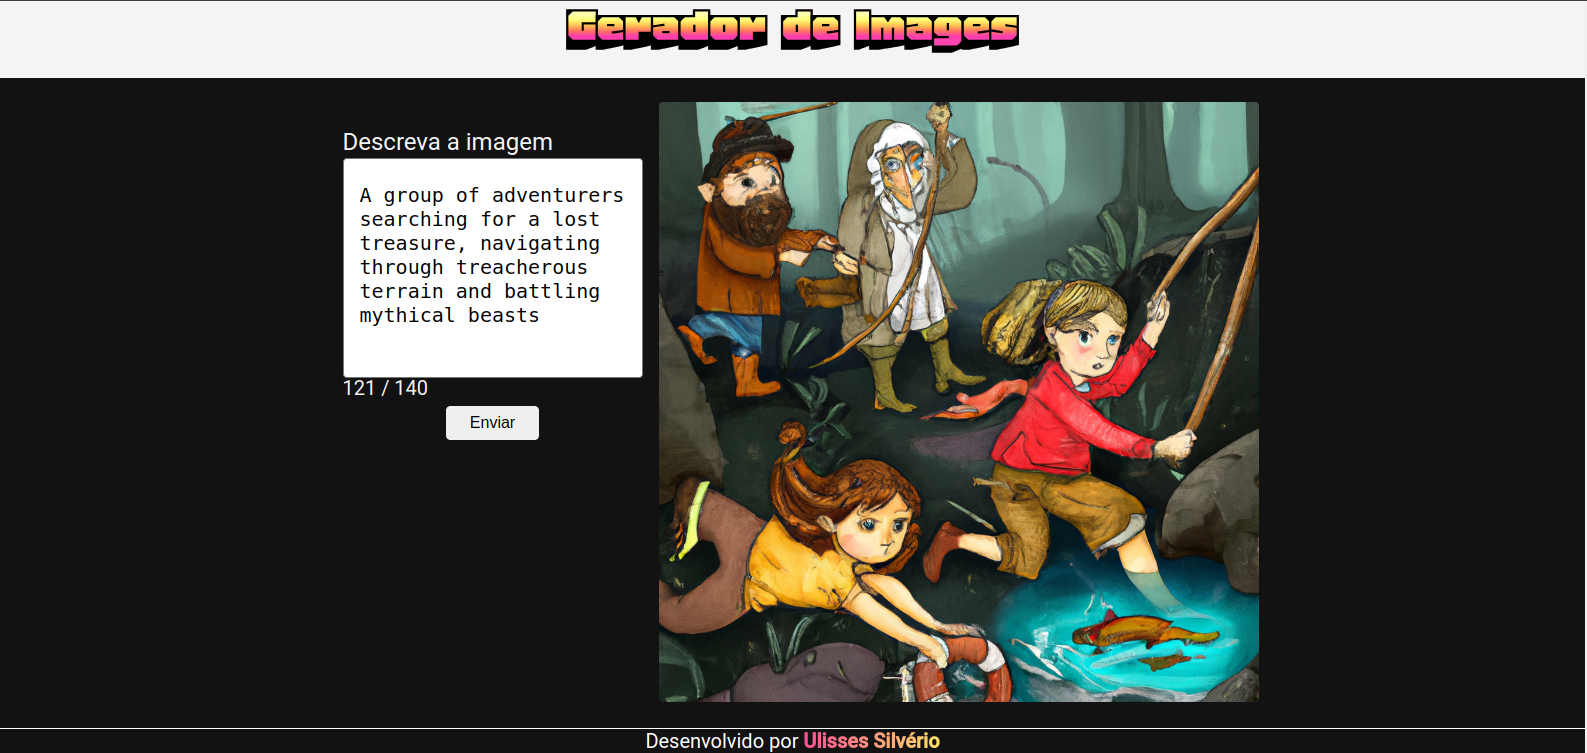 Gerador de Images
Descreva a imagem
A group of adventurers
searching for a lost
treasure, navigating
through treacherous
terrain and battling
mythical beasts
121 / 140
Enviar
Desenvolvido por Ulisses Silvério